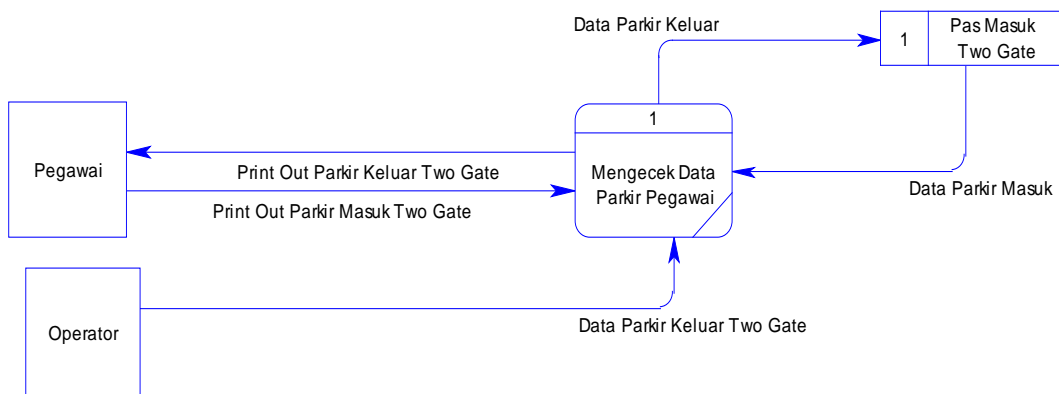 Data Parkir Keluar
1
Pas Masuk
Two Gate
1
Pegawai
Print Out Parkir Keluar Two Gate
Mengecek Data
Parkir Pegawai
Data Parkir Masuk
Print Out Parkir Masuk Two Gate
Operator
Data Parkir Keluar Two Gate